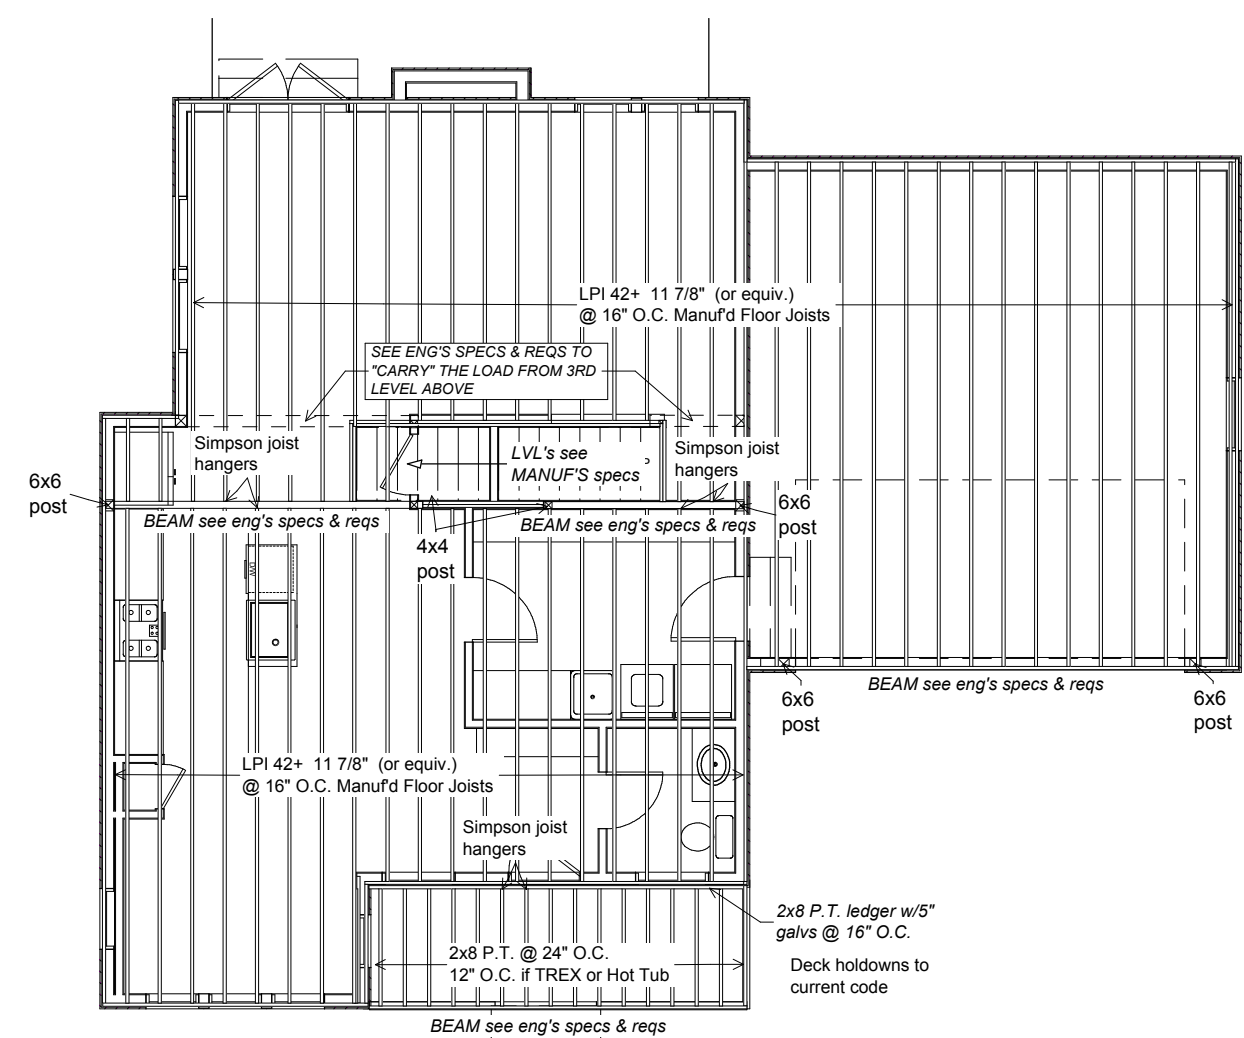 LPI 42+ 11 7/8" (or equiv.)
@ 16" O.C. Manuf'd Floor Joists
SEE ENG'S SPECS & REQS TO
"CARRY" THE LOAD FROM 3RD
LEVEL ABOVE
Simpson joist
hangers
LVL's see
MANUF'S specs
Simpson joist
hangers
6x6
post
BEAM see eng's specs & reqs
4x4
post
BEAM see eng's specs & reqs
6x6
post
D/W
BEAM see eng's specs & reqs
6x6
post
6x6
post
LPI 42+ 11 7/8" (or equiv.)
@ 16" O.C. Manuf'd Floor Joists
Simpson joist
hangers
2x8 P.T. ledger w/5"
galvs @ 16" O.C.
2x8 P.T. @ 24" O.C.
12" O.C. if TREX or Hot Tub
Deck holdowns to
current code
BEAM see eng's specs & reqs